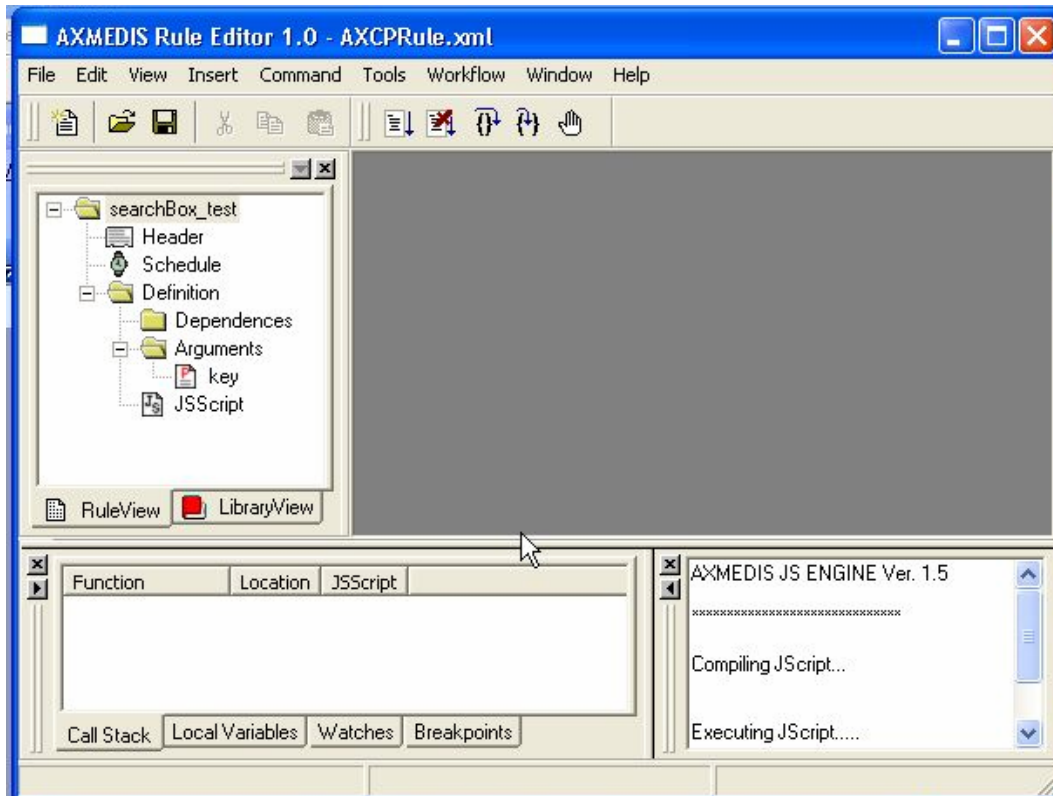 AXMEDIS Rule Editor 1.0 - AXCPRule.xml
File Edit View Insert Command Tools Workflow Window Help
searchBox_test
Header
Schedule
Definition
Dependences
Arguments
key
JSScript
RuleView LibraryView
Function Location JSScript
Call Stack Local Variables Watches Breakpoints
AXMEDIS JS ENGINE Ver. 1.5
******************************
Compiling JScript...
Executing JScript.....